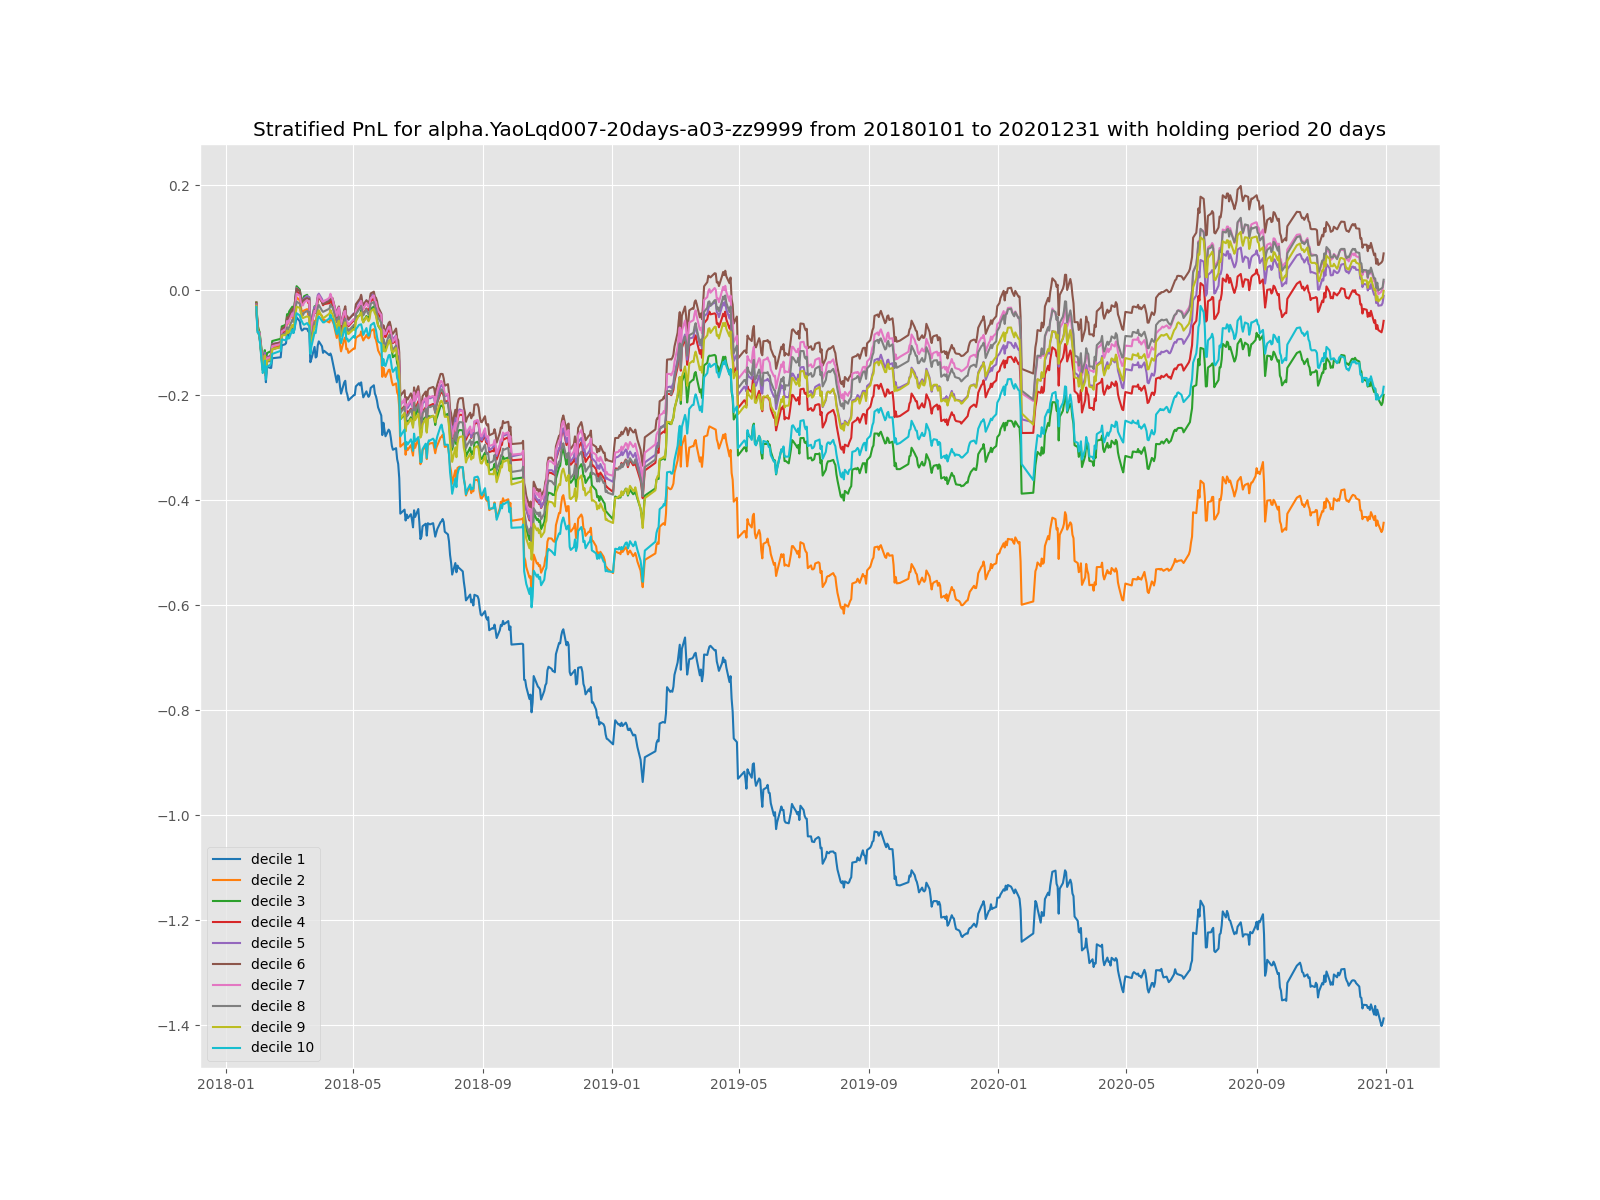 Stratified PnL for alpha.YaoLqd007-20days-a03-zz9999 from 20180101 to 20201231 with holding period 20 days
0.2
0.0
−0.2
−0.4
−0.6
−0.8
−1.0
−1.2
−1.4
decile 1
decile 2
decile 3
decile 4
decile 5
decile 6
decile 7
decile 8
decile 9
decile 10
2018-01 2018-05 2018-09 2019-01 2019-05 2019-09 2020-01 2020-05 2020-09 2021-01